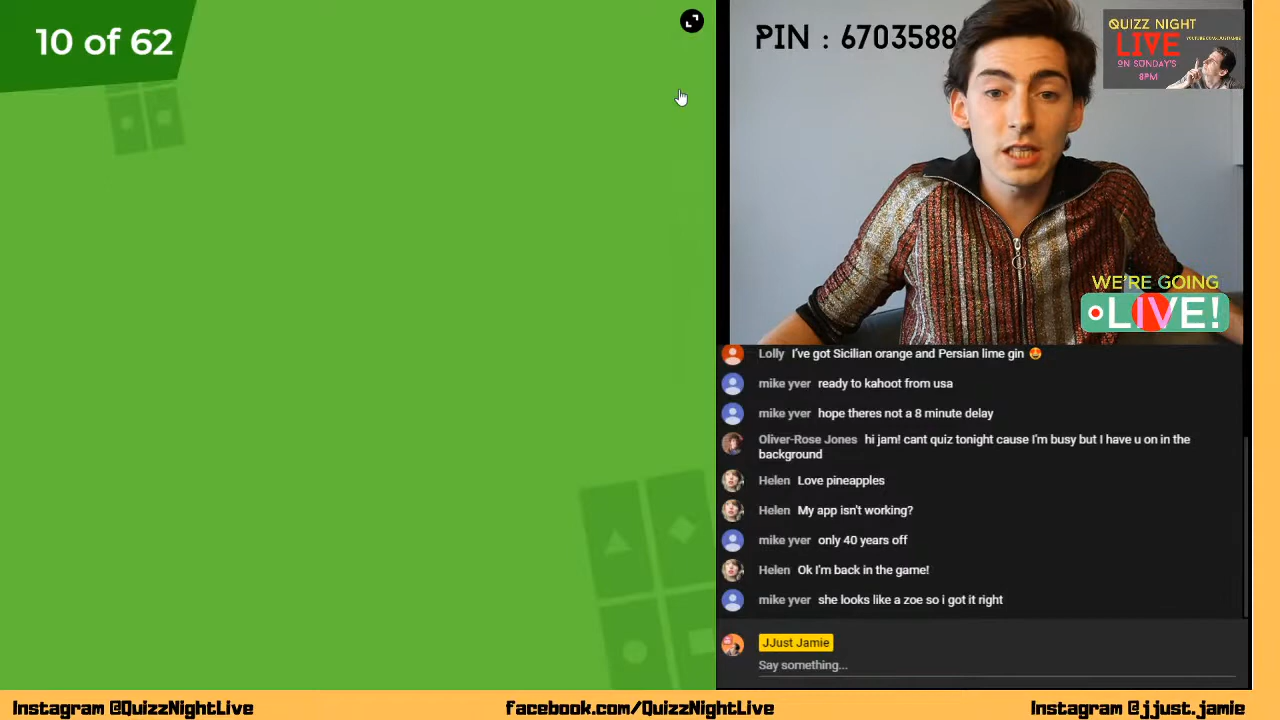 10 of 62
PIN : 6703588
QUIZZ NIGHT
LIVE
ON SUNDAY'S
8PM
WE'RE GOING
LIVE!
Lolly I've got Sicilian orange and Persian lime gin 🤩
mike yver ready to kahoot from usa
mike yver hope theres not a 8 minute delay
Oliver-Rose Jones hi jam! cant quiz tonight cause I'm busy but I have u on in the
background
Helen Love pineapples
Helen My app isn't working?
mike yver only 40 years off
Helen Ok I'm back in the game!
mike yver she looks like a zoe so i got it right
JJust Jamie
Say something...
Instagram @QuizzNightLive
facebook.com/QuizzNightLive
Instagram @jjust.jamie